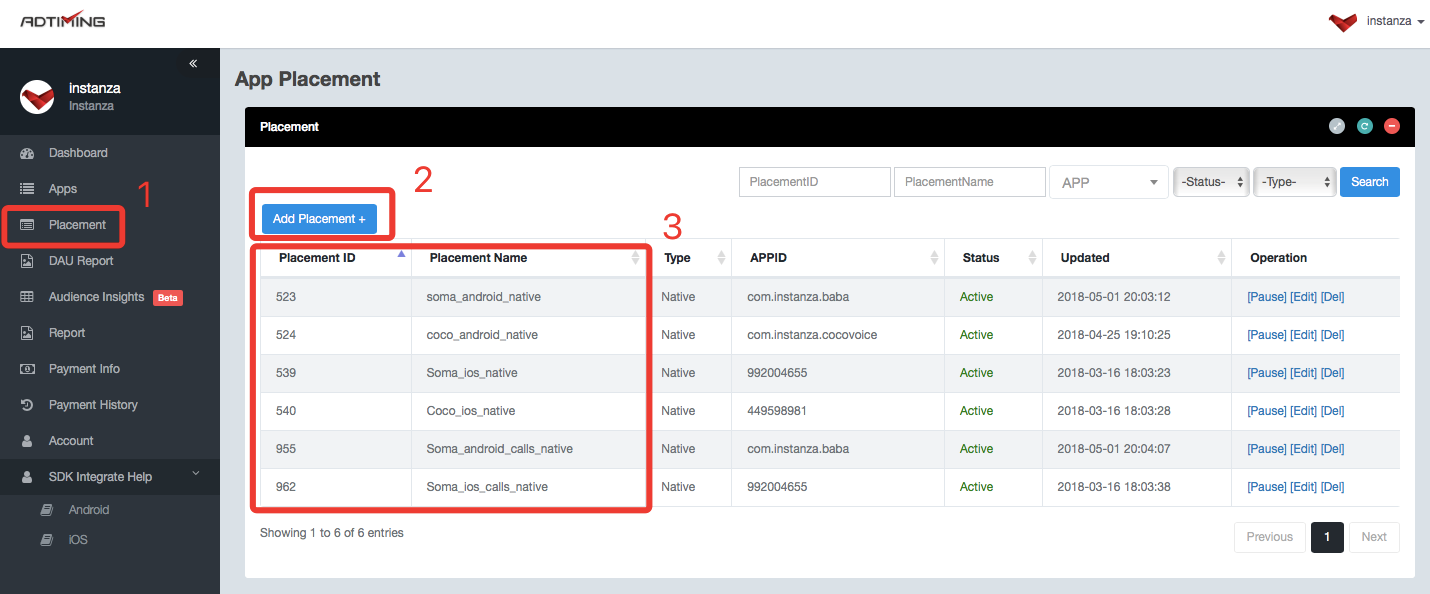 ADTIMING
instanza
«
instanza
Instanza
Dashboard
Apps
1
Placement
DAU Report
Audience Insights Beta
Report
Payment Info
Payment History
Account
SDK Integrate Help
Android
iOS
App Placement
Placement
PlacementID PlacementName APP -Status- -Type- Search
2
Add Placement +
3
Placement ID Placement Name Type APPID Status Updated Operation
523 soma_android_native Native com.instanza.baba Active 2018-05-01 20:03:12 [Pause] [Edit] [Del]
524 coco_android_native Native com.instanza.cocovoice Active 2018-04-25 19:10:25 [Pause] [Edit] [Del]
539 Soma_ios_native Native 992004655 Active 2018-03-16 18:03:23 [Pause] [Edit] [Del]
540 Coco_ios_native Native 449598981 Active 2018-03-16 18:03:28 [Pause] [Edit] [Del]
955 Soma_android_calls_native Native com.instanza.baba Active 2018-05-01 20:04:07 [Pause] [Edit] [Del]
962 Soma_ios_calls_native Native 992004655 Active 2018-03-16 18:03:38 [Pause] [Edit] [Del]
Showing 1 to 6 of 6 entries
Previous 1 Next